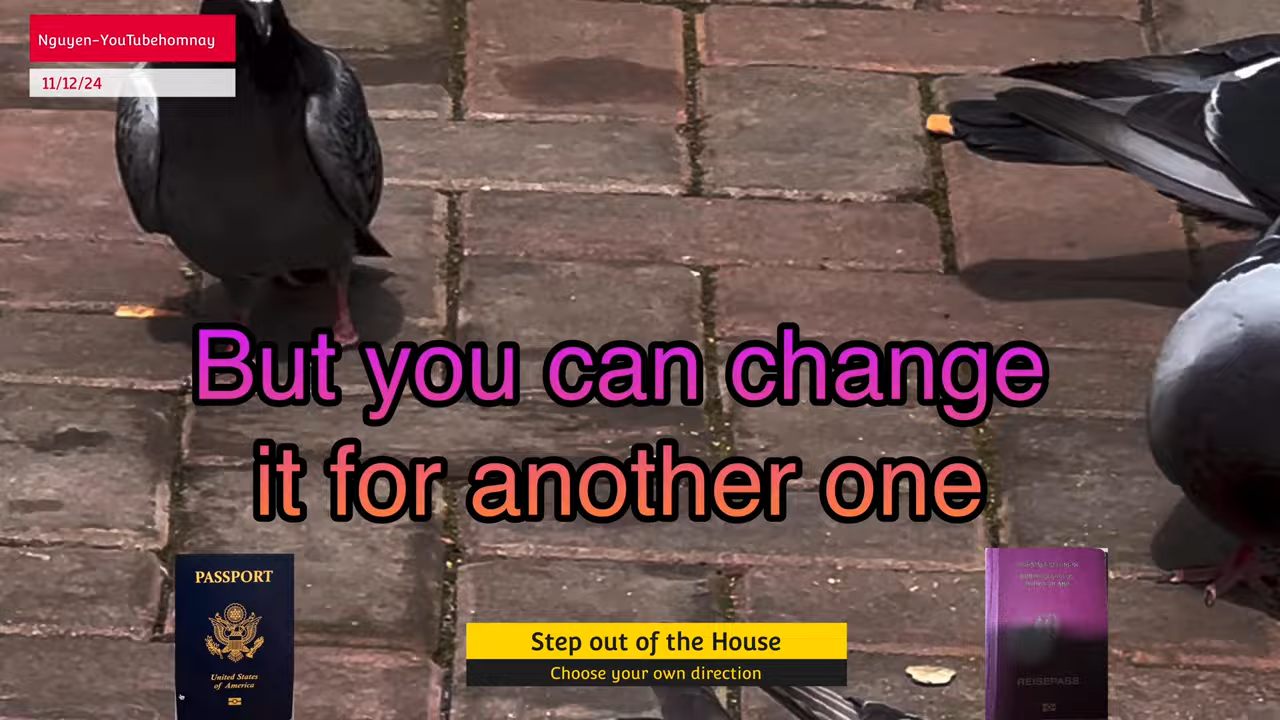 Nguyen-YouTubehomnay
11/12/24
But you can change
it for another one
PASSPORT
United States
of America
REISEPASS
Step out of the House
Choose your own direction